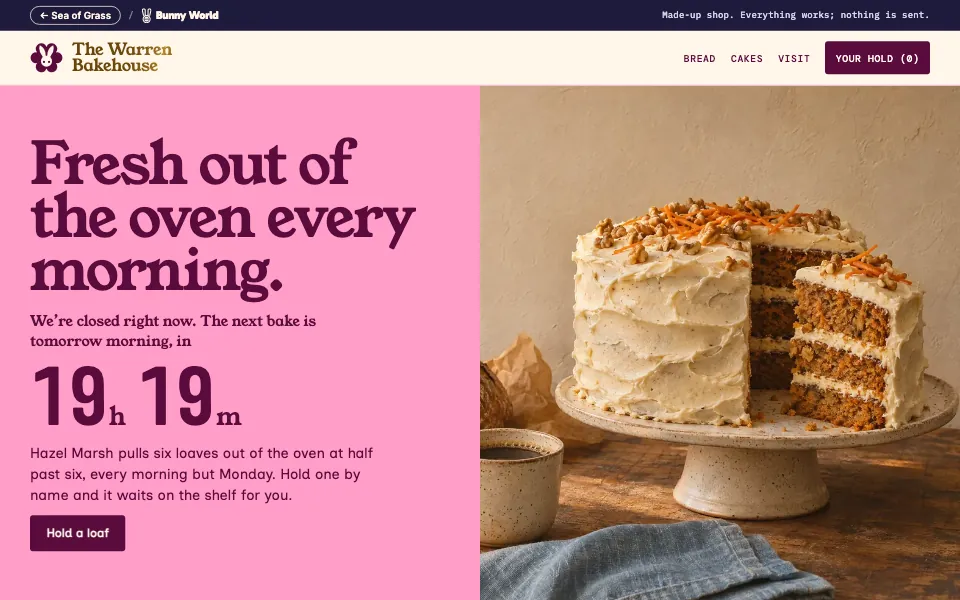 ← Sea of Grass / Bunny World
Made-up shop. Everything works; nothing is sent.
The Warren
Bakehouse
BREAD CAKES VISIT YOUR HOLD (0)
Fresh out of
the oven every
morning.
We’re closed right now. The next bake is
tomorrow morning, in
19h 19m
Hazel Marsh pulls six loaves out of the oven at half
past six, every morning but Monday. Hold one by
name and it waits on the shelf for you.
Hold a loaf